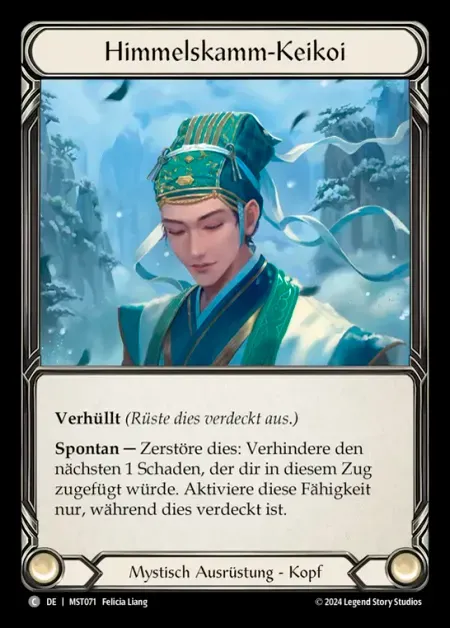 Himmelskamm-Keikoi
Verhüllt (Rüste dies verdeckt aus.)
Spontan — Zerstöre dies: Verhindere den
nächsten 1 Schaden, der dir in diesem Zug
zugefügt würde. Aktiviere diese Fähigkeit
nur, während dies verdeckt ist.
Mystisch Ausrüstung - Kopf
C DE | MST071 Felicia Liang
© 2024 Legend Story Studios